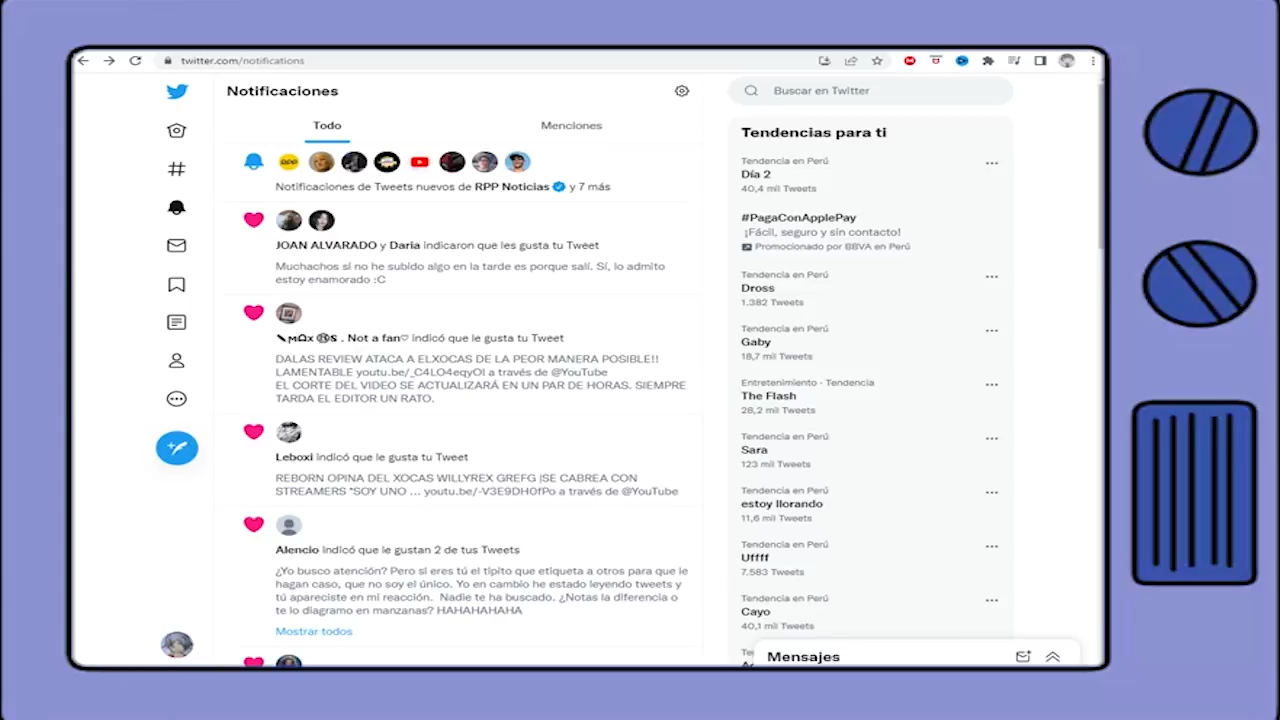 twitter.com/notifications
Notificaciones
Todo
Menciones
RPP
Notificaciones de Tweets nuevos de RPP Noticias y 7 más
JOAN ALVARADO y Daria indicaron que les gusta tu Tweet
Muchachos si no he subido algo en la tarde es porque salí. Sí, lo admito
estoy enamorado :C
. Not a fan♡ indicó que le gusta tu Tweet
DALAS REVIEW ATACA A ELXOCAS DE LA PEOR MANERA POSIBLE!!
LAMENTABLE youtu.be/_C4LO4eqyOI a través de @YouTube
EL CORTE DEL VIDEO SE ACTUALIZARÁ EN UN PAR DE HORAS. SIEMPRE
TARDA EL EDITOR UN RATO.
Leboxi indicó que le gusta tu Tweet
REBORN OPINA DEL XOCAS WILLYREX GREFG |SE CABREA CON
STREAMERS "SOY UNO ... youtu.be/-V3E9DH0fPo a través de @YouTube
Alencio indicó que le gustan 2 de tus Tweets
¿Yo busco atención? Pero si eres tú el tipito que etiqueta a otros para que le
hagan caso, que no soy el único. Yo en cambio he estado leyendo tweets y
tú apareciste en mi reacción. Nadie te ha buscado. ¿Notas la diferencia o
te lo diagramo en manzanas? HAHAHAHAHA
Mostrar todos
Buscar en Twitter
Tendencias para ti
Tendencia en Perú
Día 2
40,4 mil Tweets
#PagaConApplePay
¡Fácil, seguro y sin contacto!
Promocionado por BBVA en Perú
Tendencia en Perú
Dross
1.382 Tweets
Tendencia en Perú
Gaby
18,7 mil Tweets
Entretenimiento · Tendencia
The Flash
28,2 mil Tweets
Tendencia en Perú
Sara
123 mil Tweets
Tendencia en Perú
estoy llorando
11,6 mil Tweets
Tendencia en Perú
Uffff
7.583 Tweets
Tendencia en Perú
Cayo
40,1 mil Tweets
Mensajes